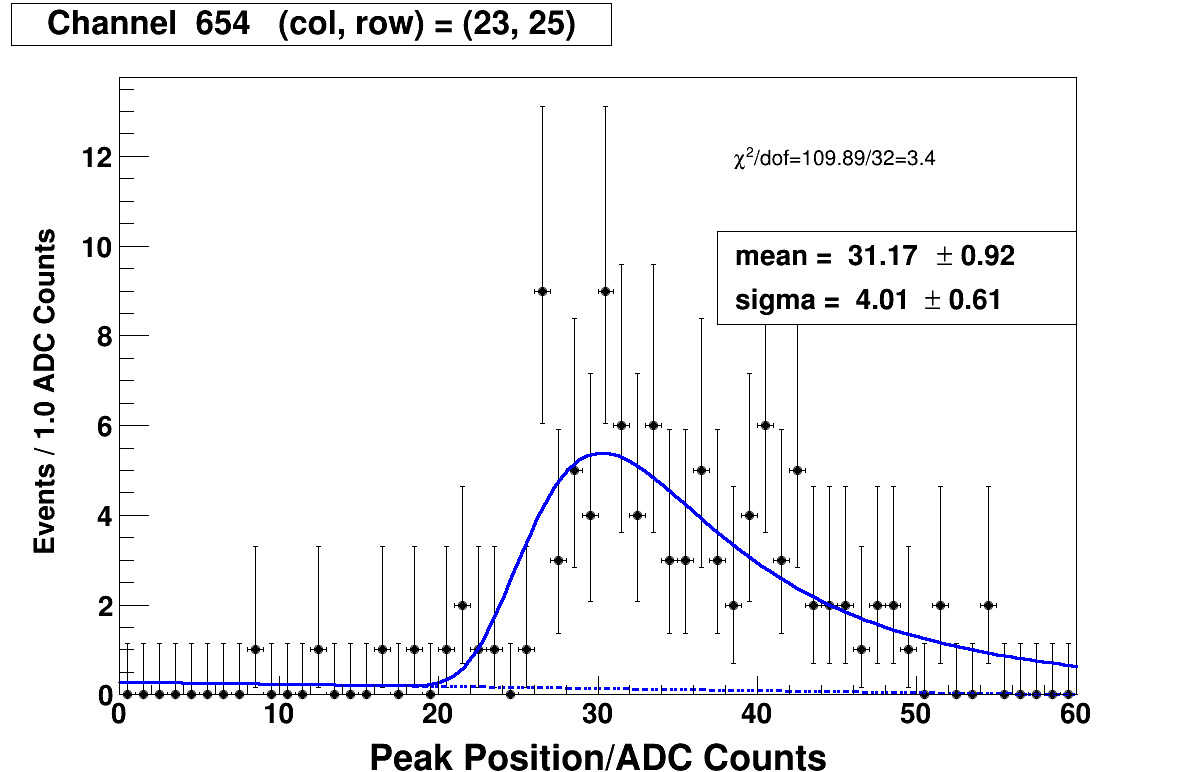 Channel 654 (col, row) = (23, 25)
χ²/dof=109.89/32=3.4
mean = 31.17 ± 0.92
sigma = 4.01 ± 0.61
Events / 1.0 ADC Counts
12
10
8
6
4
2
0
0 10 20 30 40 50 60
Peak Position/ADC Counts